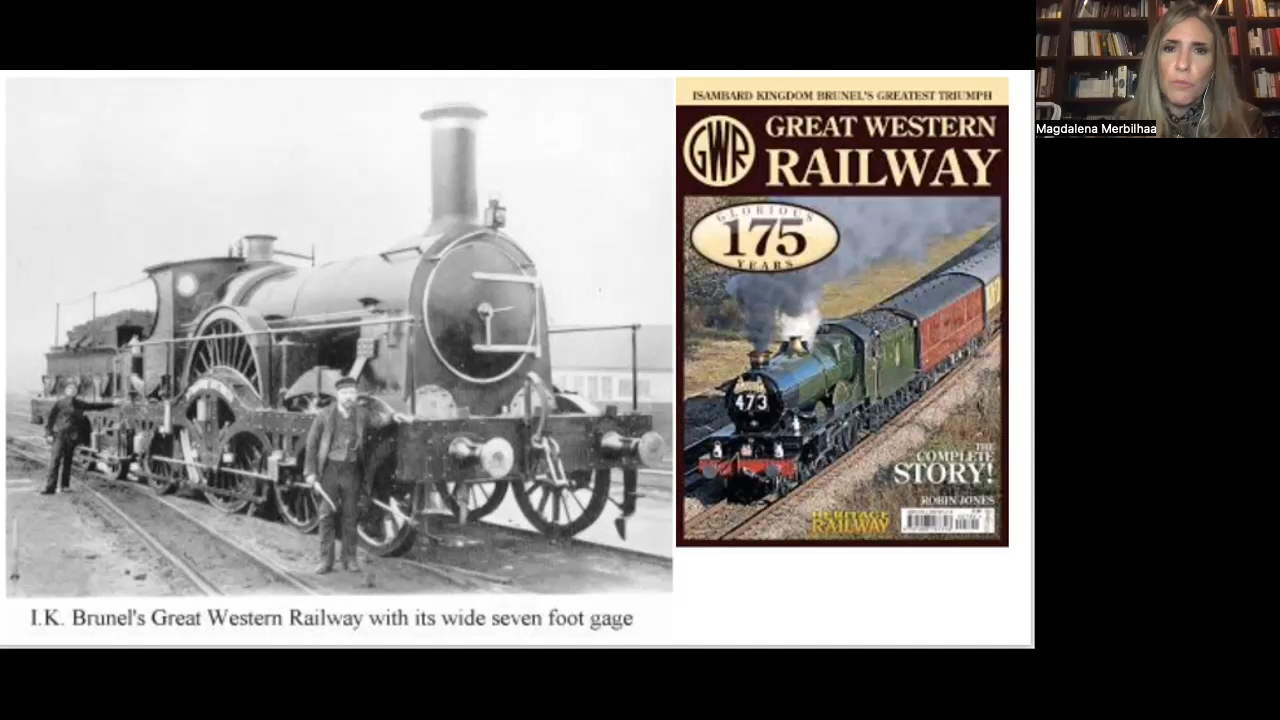 I.K. Brunel's Great Western Railway with its wide seven foot gage
ISAMBARD KINGDOM BRUNEL'S GREATEST TRIUMPH
GWR
GREAT WESTERN
RAILWAY
GLORIOUS
175
YEARS
473
THE
COMPLETE
STORY!
ROBIN JONES
HERITAGE
RAILWAY
Magdalena Merbilhaa